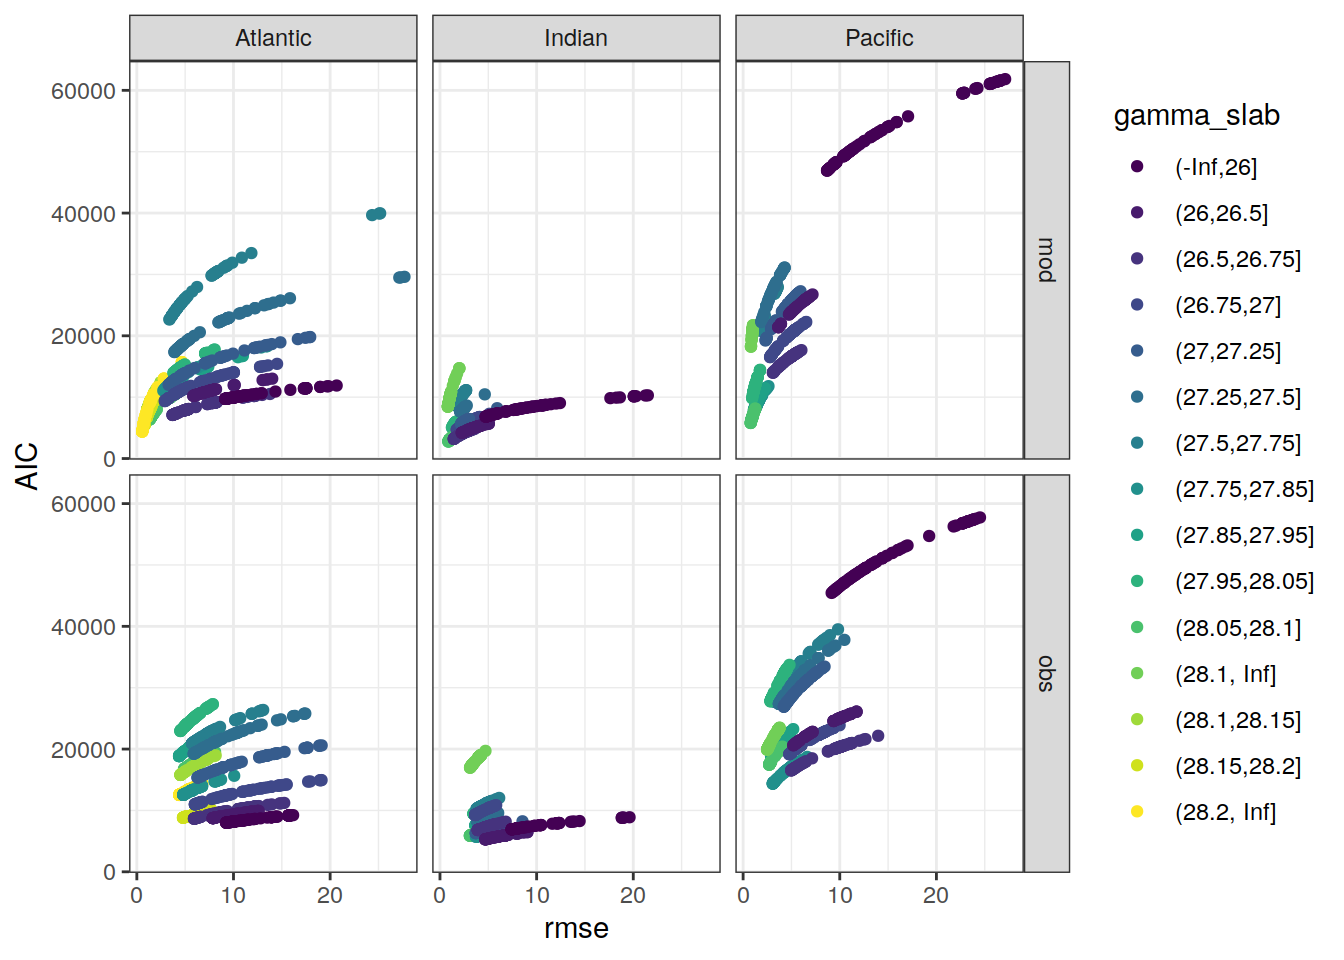 Atlantic
Indian
Pacific
60000
40000
20000
0
mod
60000
40000
20000
0
obs
0
10
20
0
10
20
0
10
20
rmse
AIC
gamma_slab
(-Inf,26]
(26,26.5]
(26.5,26.75]
(26.75,27]
(27,27.25]
(27.25,27.5]
(27.5,27.75]
(27.75,27.85]
(27.85,27.95]
(27.95,28.05]
(28.05,28.1]
(28.1, Inf]
(28.1,28.15]
(28.15,28.2]
(28.2, Inf]